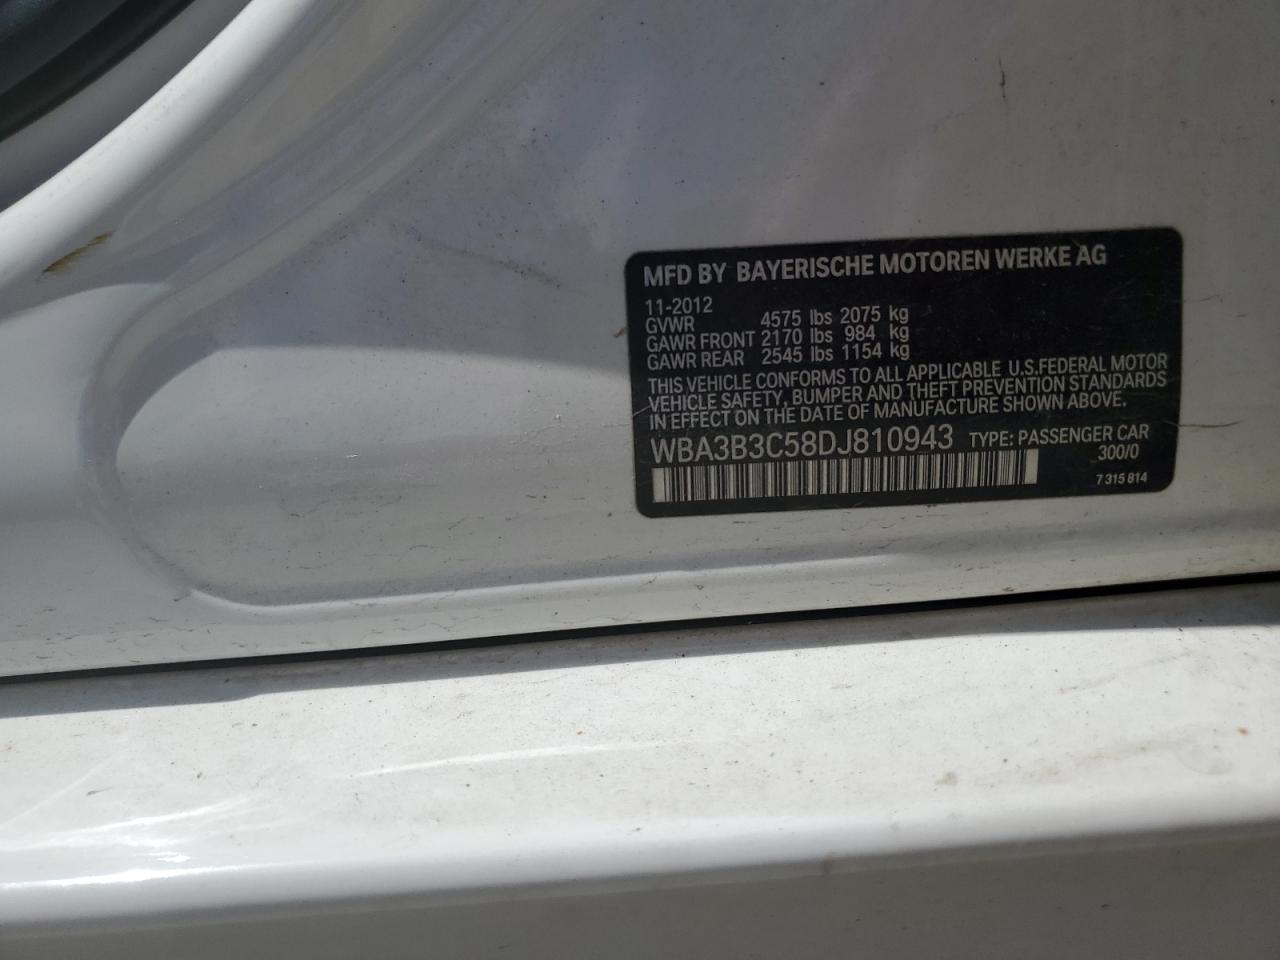 MFD BY BAYERISCHE MOTOREN WERKE AG
11-2012
GVWR 4575 lbs 2075 kg
GAWR FRONT 2170 lbs 984 kg
GAWR REAR 2545 lbs 1154 kg
THIS VEHICLE CONFORMS TO ALL APPLICABLE U.S.FEDERAL MOTOR
VEHICLE SAFETY, BUMPER AND THEFT PREVENTION STANDARDS
IN EFFECT ON THE DATE OF MANUFACTURE SHOWN ABOVE.
WBA3B3C58DJ810943 TYPE: PASSENGER CAR
300/0
7 315 814